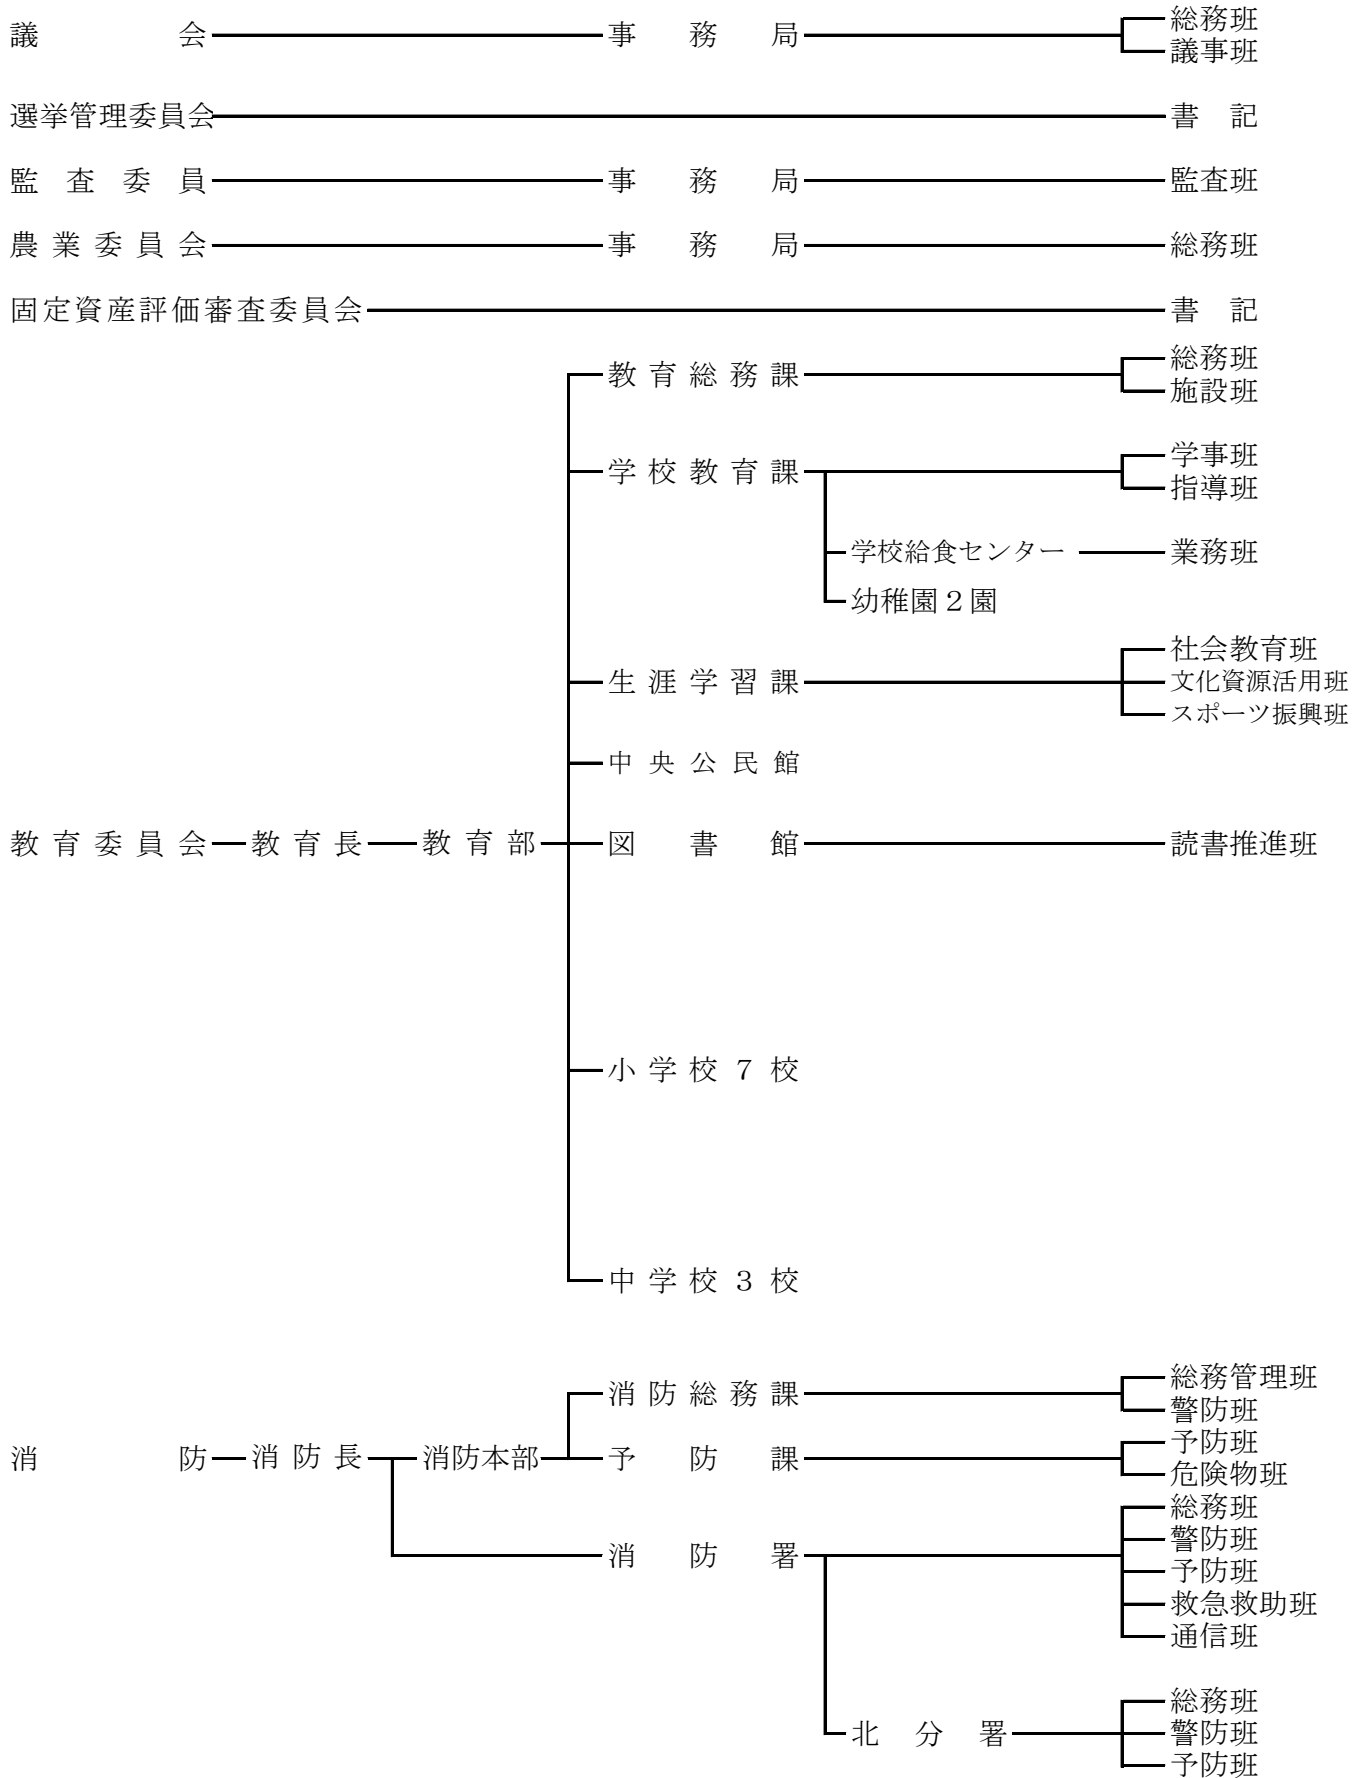 議会 事務局 総務班
議事班
選挙管理委員会 書記
監査委員 事務局 監査班
農業委員会 事務局 総務班
固定資産評価審査委員会 書記
教育総務課 総務班
施設班
学校教育課 学事班
指導班
学校給食センター 業務班
幼稚園２園
生涯学習課 社会教育班
文化資源活用班
スポーツ振興班
中央公民館
教育委員会 教育長 教育部 図書館 読書推進班
小学校７校
中学校３校
消防総務課 総務管理班
警防班
消防 消防長 消防本部 予防課 予防班
危険物班
消防署 総務班
警防班
予防班
救急救助班
通信班
北分署 総務班
警防班
予防班